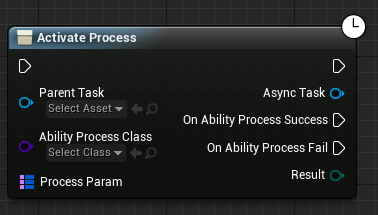 Activate Process
Parent Task
Select Asset
Async Task
On Ability Process Success
Ability Process Class
Select Class
On Ability Process Fail
Process Param
Result